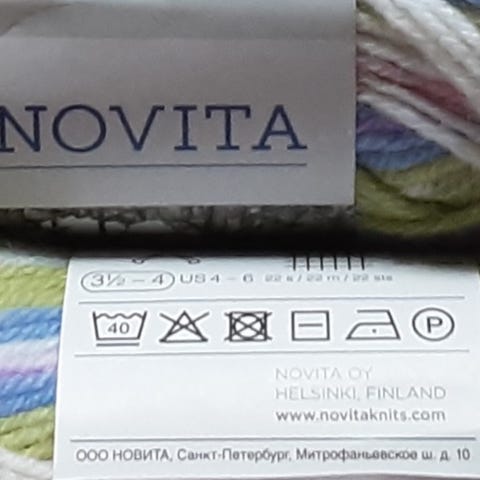 NOVITA
3½ – 4 US 4 – 6 22 s / 22 m / 22 sts
40 P
NOVITA OY
HELSINKI, FINLAND
www.novitaknits.com
ООО НОВИТА, Санкт-Петербург, Митрофаньевское ш. д. 10